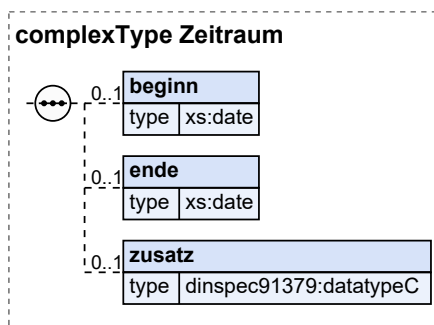 complexType Zeitraum
0..1 beginn
type xs:date
0..1 ende
type xs:date
0..1 zusatz
type dinspec91379:datatypeC